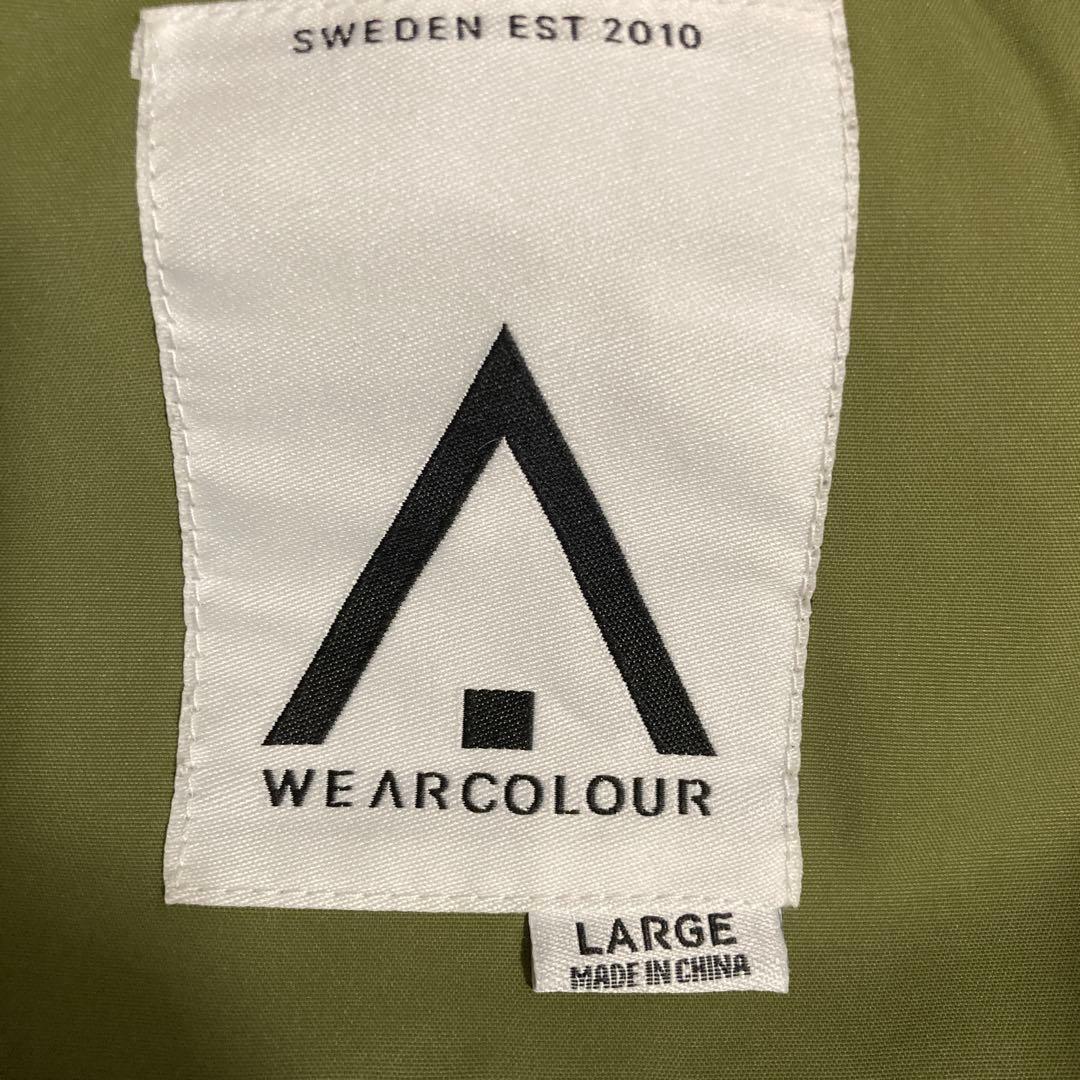 SWEDEN EST 2010
WEARCOLOUR
LARGE
MADE IN CHINA